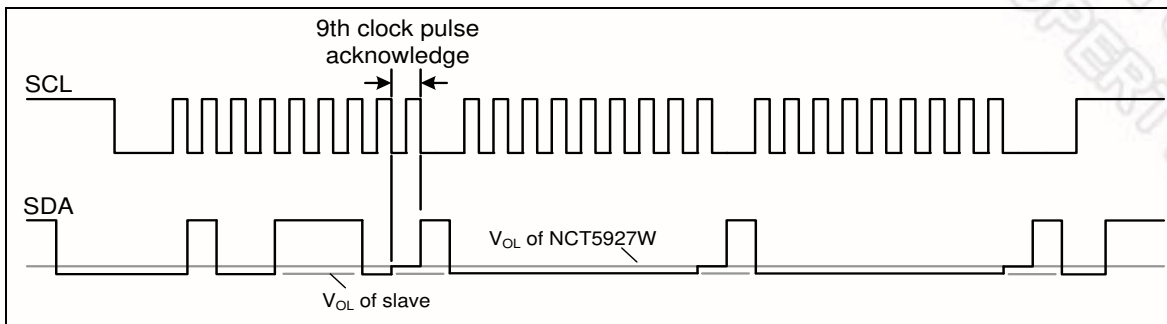 9th clock pulse
acknowledge
SCL
SDA
VOL of NCT5927W
VOL of slave